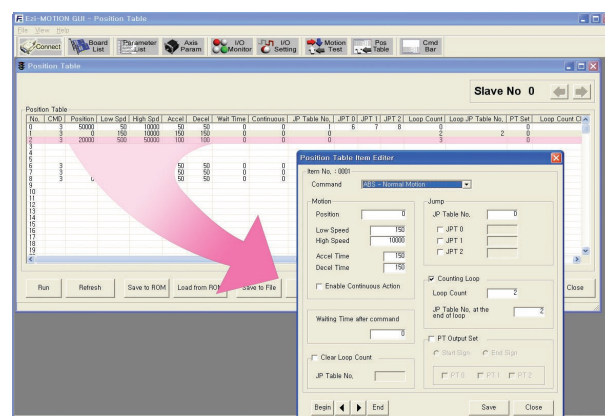 Ezi-MOTION GUI - Position Table
File View Help
Connect Board List Parameter List Axis Param I/O Monitor I/O Setting Motion Test Pos Table Cmd Bar
Position Table
Slave No 0
Position Table
No. CMD Position Low Spd High Spd Accel Decel Wait Time Continuous JP Table No. JPT 0 JPT 1 JPT 2 Loop Count Loop JP Table No. PT Set Loop Count Cl
0 3 50000 50 10000 50 50 0 0 1 6 7 8 0 0
1 3 0 150 10000 150 150 0 0 0 2 2 0
2 3 20000 500 50000 100 100 0 0 0 3 0
3
4
5
6 3 50 50 0 0
7 3 50 50 0 0
8 3 0 50 50 0 0
9
10
11
12
13
14
15
16
17
18
19
Run Refresh Save to ROM Load from ROM Save to File Close
Position Table Item Editor
Item No. : 0001
Command ABS - Normal Motion
Motion
Position 0
Low Speed 150
High Speed 10000
Accel Time 150
Decel Time 150
Enable Continuous Action
Waiting Time after command
0
Clear Loop Count
JP Table No.
Jump
JP Table No. 0
JPT 0
JPT 1
JPT 2
Counting Loop
Loop Count 2
JP Table No. at the end of loop 2
PT Output Set
Start Sign End Sign
PT 0 PT 1 PT 2
Begin End Save Close